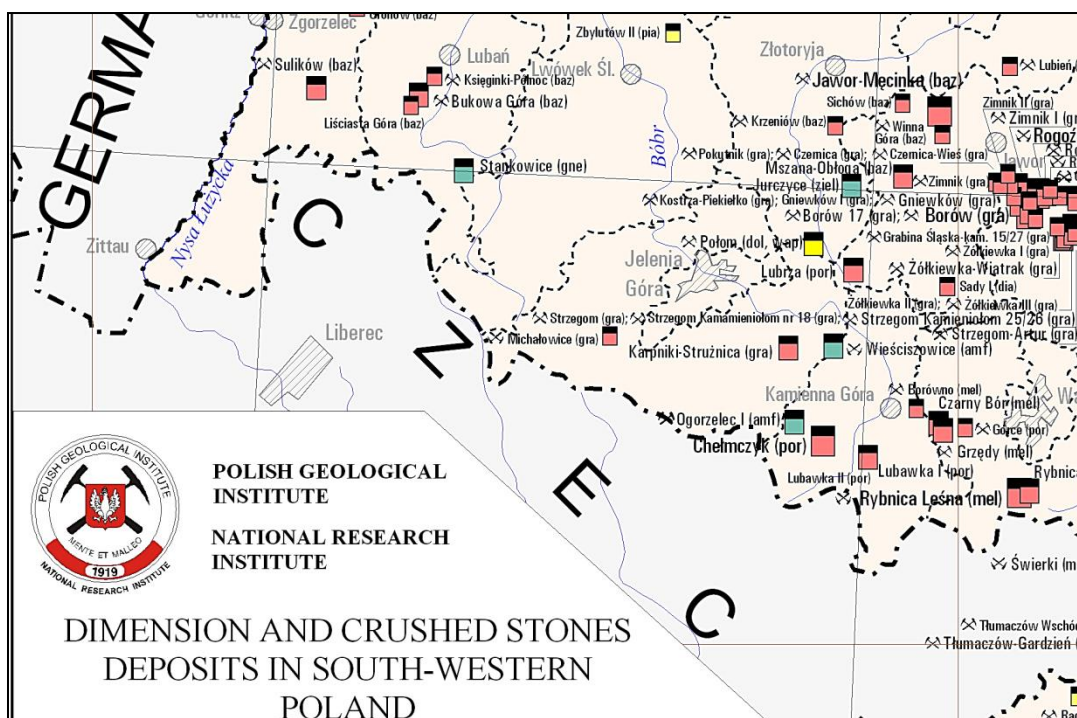 GERMA
Zgorzelec
Sulików (baz)
Lubań
Księginki-Północ (baz)
Bukowa Góra (baz)
Liściasta Góra (baz)
Zbylutów II (pia)
Lwówek Śl.
Złotoryja
Jawor-Męcinka (baz)
Sichów (baz)
Lubień
Krzeniów (baz)
Winna
Góra (baz)
Zimnik II (gra)
Zimnik I (gra
Rogoź
Jawor
Bóbr
Nysa Łużycka
Stankowice (gne)
Pokutnik (gra); Czernica (gra); Czernica-Wieś (gra)
Mszana-Obłoga (baz)
Zimnik (gra)
Jurczyce (ziel)
Kostrza-Piekiełko (gra); Gniewków I (gra);
Gniewków (gra)
Borów 17 (gra); Borów (gra)
Zittau
Połom (dol, wap)
Grabina Śląska-kam. 15/27 (gra)
Żółkiewka I (gra)
Jelenia
Góra
Lubrza (por)
Żółkiewka-Wiatrak (gra)
Sady I (dia)
Żółkiewka II (gra); Żółkiewka III (gra)
Strzegom (gra); Strzegom Kamamieniołom nr 18 (gra); Strzegom Kamieniołom 25/26 (gra)
Strzegom-Artur (gra)
Liberec
Michałowice (gra)
Karpniki-Strużnica (gra)
Wieściszowice (amf)
Kamienna Góra
Borówno (mel)
Czarny Bór (mel)
Wa
Ogorzelec I (amf)
Górce (por)
Chełmczyk (por)
Grzędy (mel)
Lubawka II (por)
Lubawka I (por)
Rybnic
Rybnica Leśna (mel)
Świerki (m
Tłumaczów Wschó
Tłumaczów-Gardzień (
C
Z
E
C
POLISH GEOLOGICAL INSTITUTE
MENTE ET MALLEO
1919
NATIONAL RESEARCH INSTITUTE
POLISH GEOLOGICAL
INSTITUTE
NATIONAL RESEARCH
INSTITUTE
DIMENSION AND CRUSHED STONES
DEPOSITS IN SOUTH-WESTERN
POLAND